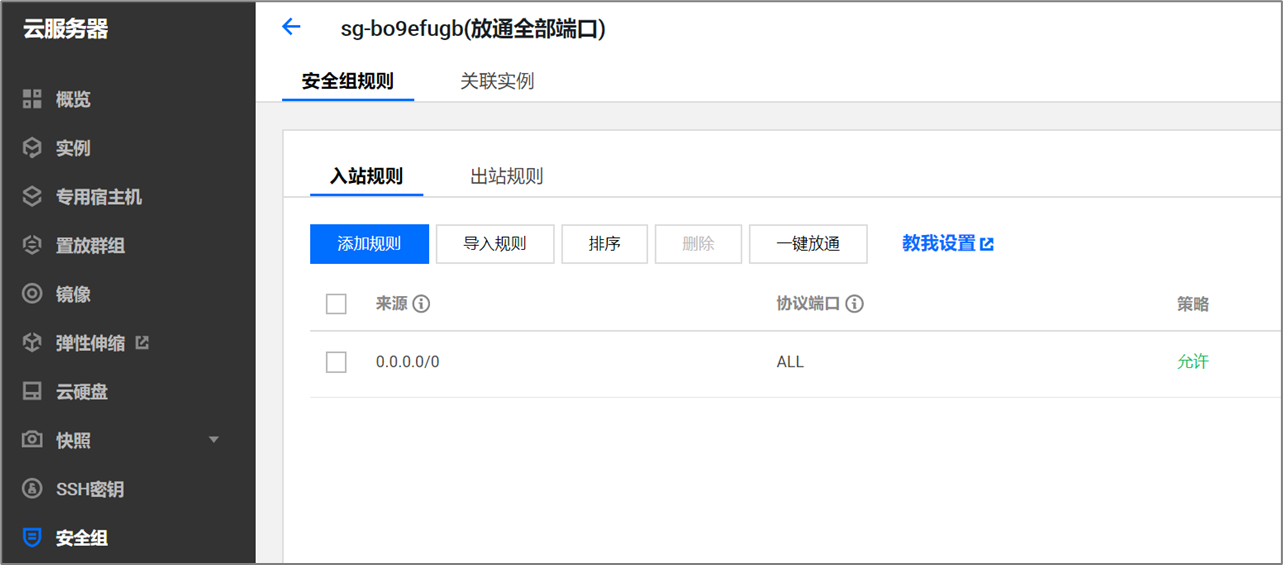 云服务器
概览
实例
专用宿主机
置放群组
镜像
弹性伸缩
云硬盘
快照
SSH密钥
安全组
sg-bo9efugb(放通全部端口)
安全组规则 关联实例
入站规则 出站规则
添加规则 导入规则 排序 删除 一键放通 教我设置
来源 协议端口 策略
0.0.0.0/0 ALL 允许